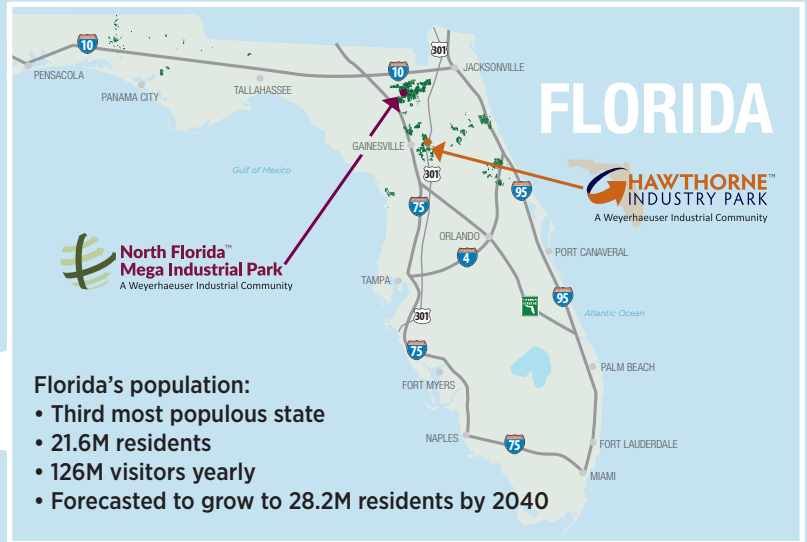 301
10
10
JACKSONVILLE
PENSACOLA
PANAMA CITY
TALLAHASSEE
FLORIDA
GAINESVILLE
Gulf of Mexico
301
75
95
HAWTHORNE™
INDUSTRY PARK
A Weyerhaeuser Industrial Community
ORLANDO
4
PORT CANAVERAL
North Florida™
Mega Industrial Park
A Weyerhaeuser Industrial Community
TAMPA
95
301
Atlantic Ocean
75
PALM BEACH
FORT MYERS
Florida's population:
• Third most populous state
• 21.6M residents
• 126M visitors yearly
• Forecasted to grow to 28.2M residents by 2040
NAPLES
75
FORT LAUDERDALE
MIAMI